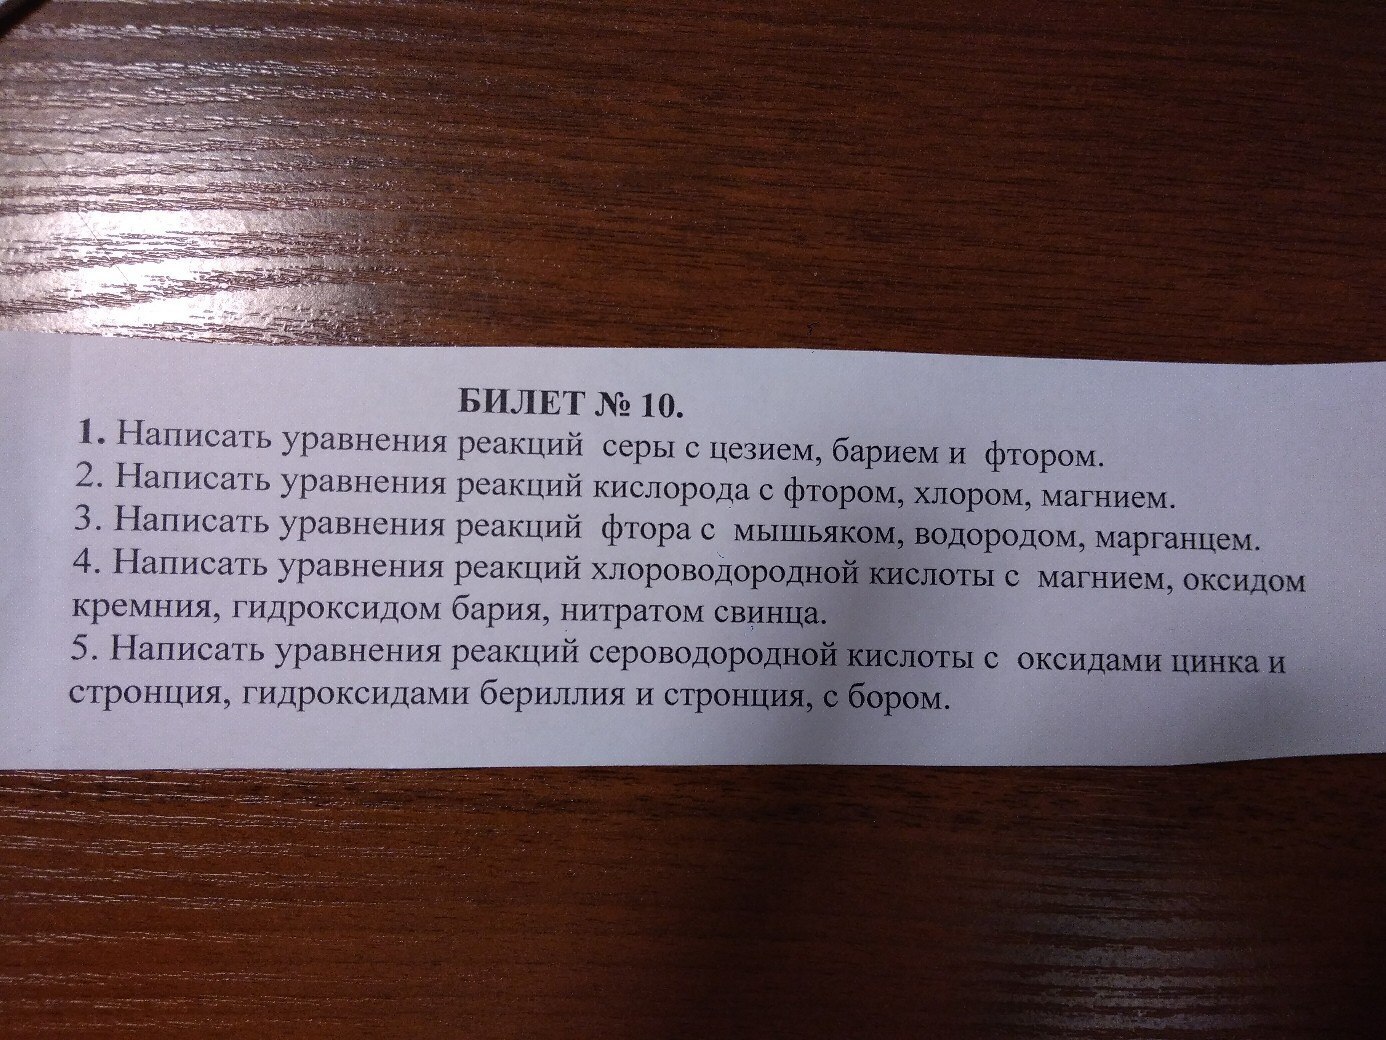 БИЛЕТ № 10.
1. Написать уравнения реакций серы с цезием, барием и фтором.
2. Написать уравнения реакций кислорода с фтором, хлором, магнием.
3. Написать уравнения реакций фтора с мышьяком, водородом, марганцем.
4. Написать уравнения реакций хлороводородной кислоты с магнием, оксидом
кремния, гидроксидом бария, нитратом свинца.
5. Написать уравнения реакций сероводородной кислоты с оксидами цинка и
стронция, гидроксидами бериллия и стронция, с бором.